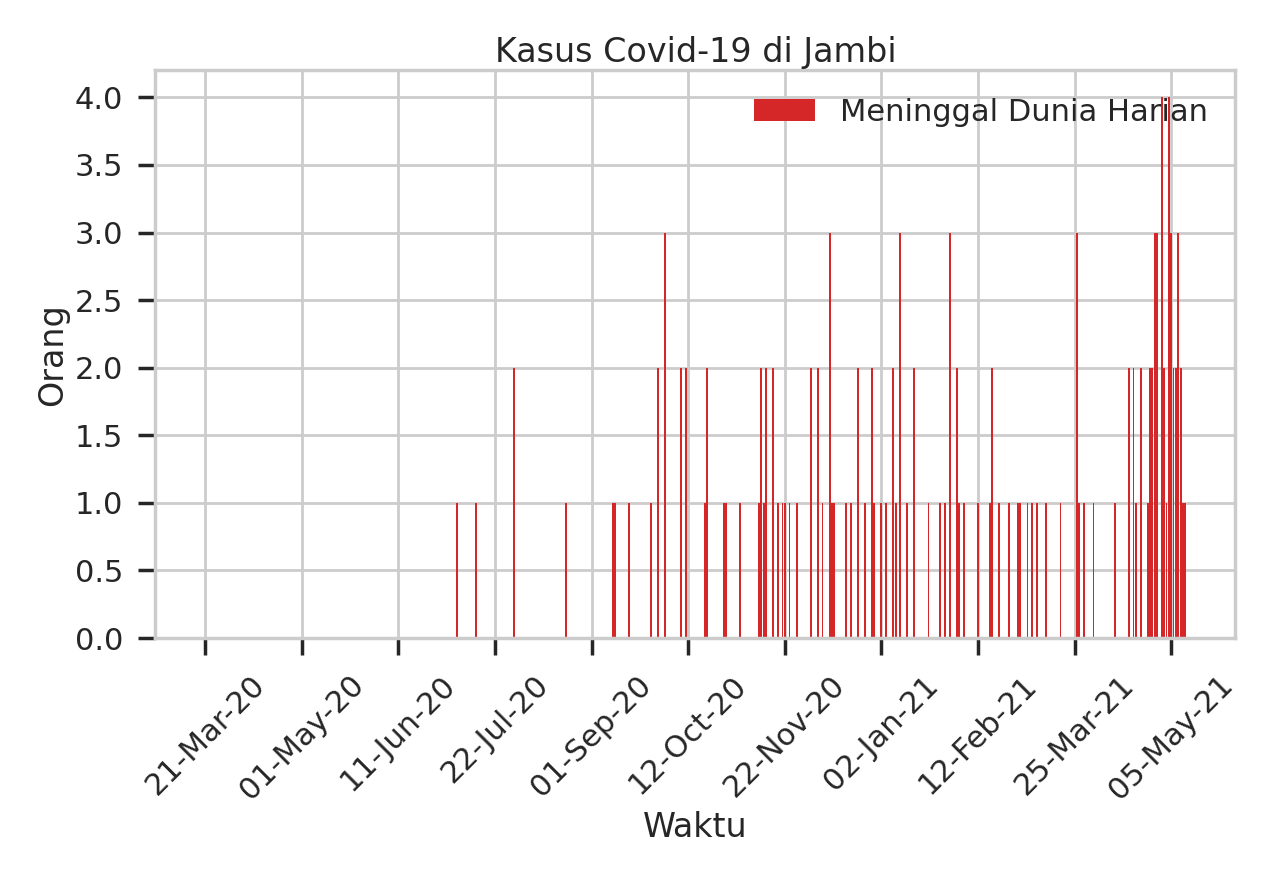 Kasus Covid-19 di Jambi
Meninggal Dunia Harian
Orang
4.0
3.5
3.0
2.5
2.0
1.5
1.0
0.5
0.0
21-Mar-20
01-May-20
11-Jun-20
22-Jul-20
01-Sep-20
12-Oct-20
22-Nov-20
02-Jan-21
12-Feb-21
25-Mar-21
05-May-21
Waktu